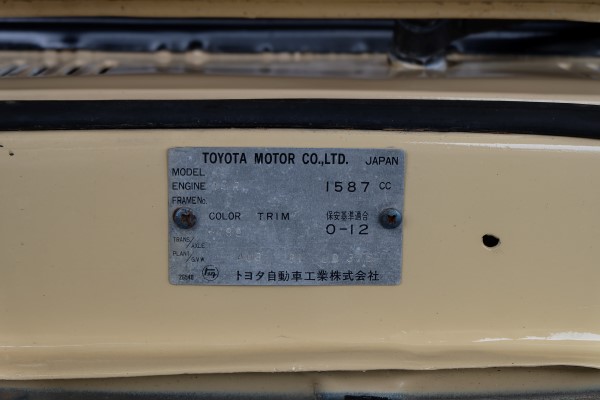 TOYOTA MOTOR CO.,LTD. JAPAN
MODEL
ENGINE 1587 CC
FRAME No.
COLOR TRIM 保安基準適合
O-12
TRANS/AXLE
PLANT/G.V.W.
トヨタ自動車工業株式会社